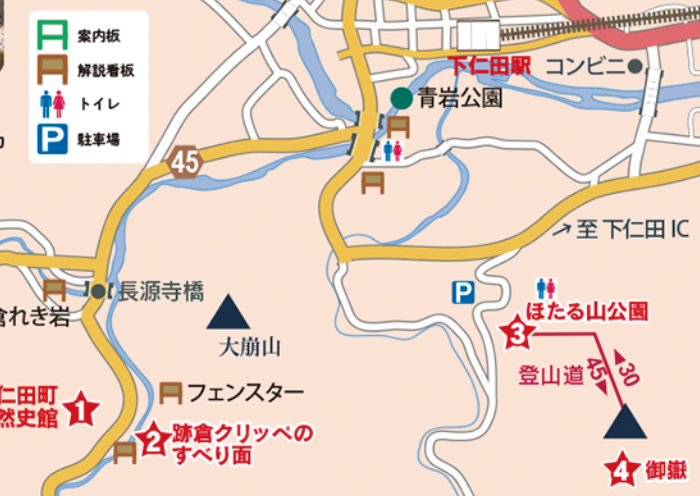 案内板
解説看板
トイレ
P 駐車場
下仁田駅
コンビニ
青岩公園
45
至 下仁田 IC
P
長源寺橋
倉れき岩
大崩山
3
ほたる山公園
登山道
45
30
フェンスター
仁田町
然史館
1
2
跡倉クリッペの
すべり面
4 御嶽